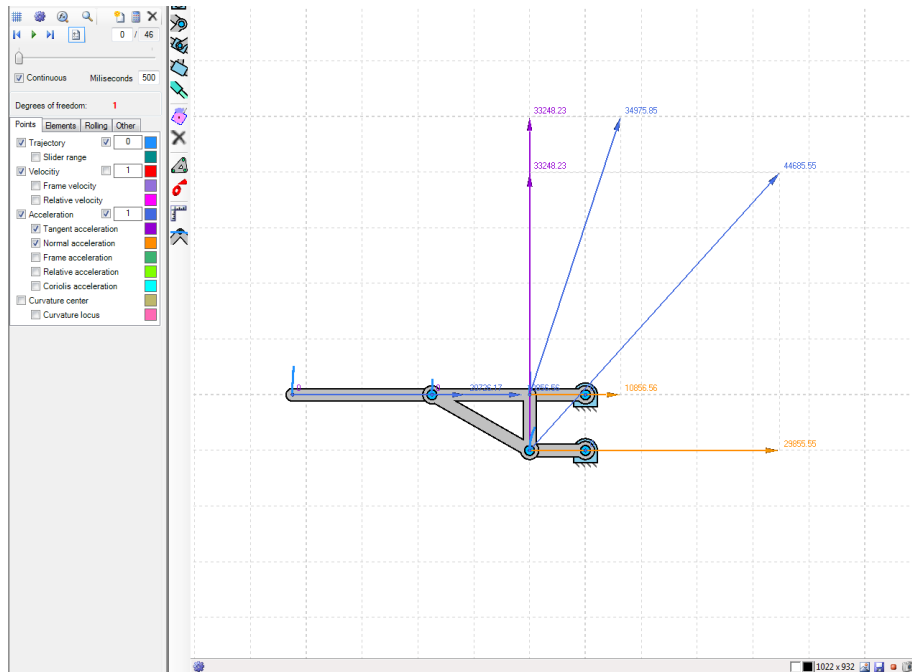 0 / 46
Continuous Miliseconds 500
Degrees of freedom: 1
Points Elements Rolling Other
Trajectory 0
Slider range
Velocitiy 1
Frame velocity
Relative velocity
Acceleration 1
Tangent acceleration
Normal acceleration
Frame acceleration
Relative acceleration
Coriolis acceleration
Curvature center
Curvature locus
33248.23 34975.85
33248.23 44685.55
10856.56
29855.55
1022 x 932